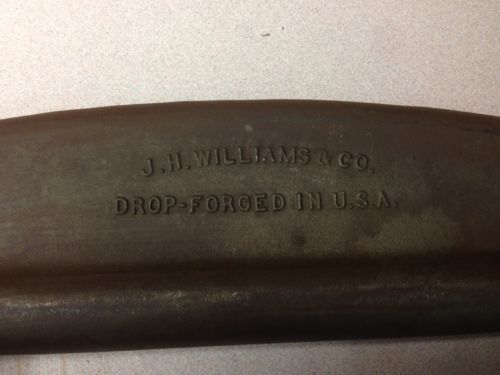 J.H. WILLIAMS & CO.
DROP-FORGED IN U.S.A.